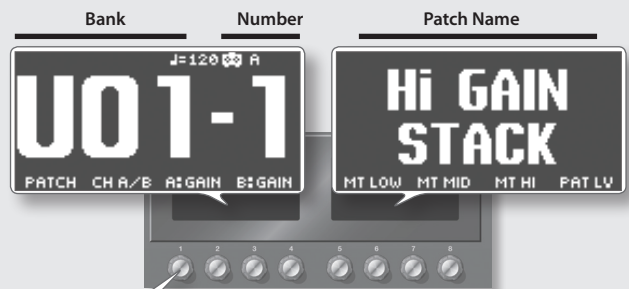 Bank Number Patch Name
♩=120 A
U01-1
PATCH CH A/B A:GAIN B:GAIN
Hi GAIN
STACK
MT LOW MT MID MT HI PAT LV
1 2 3 4 5 6 7 8